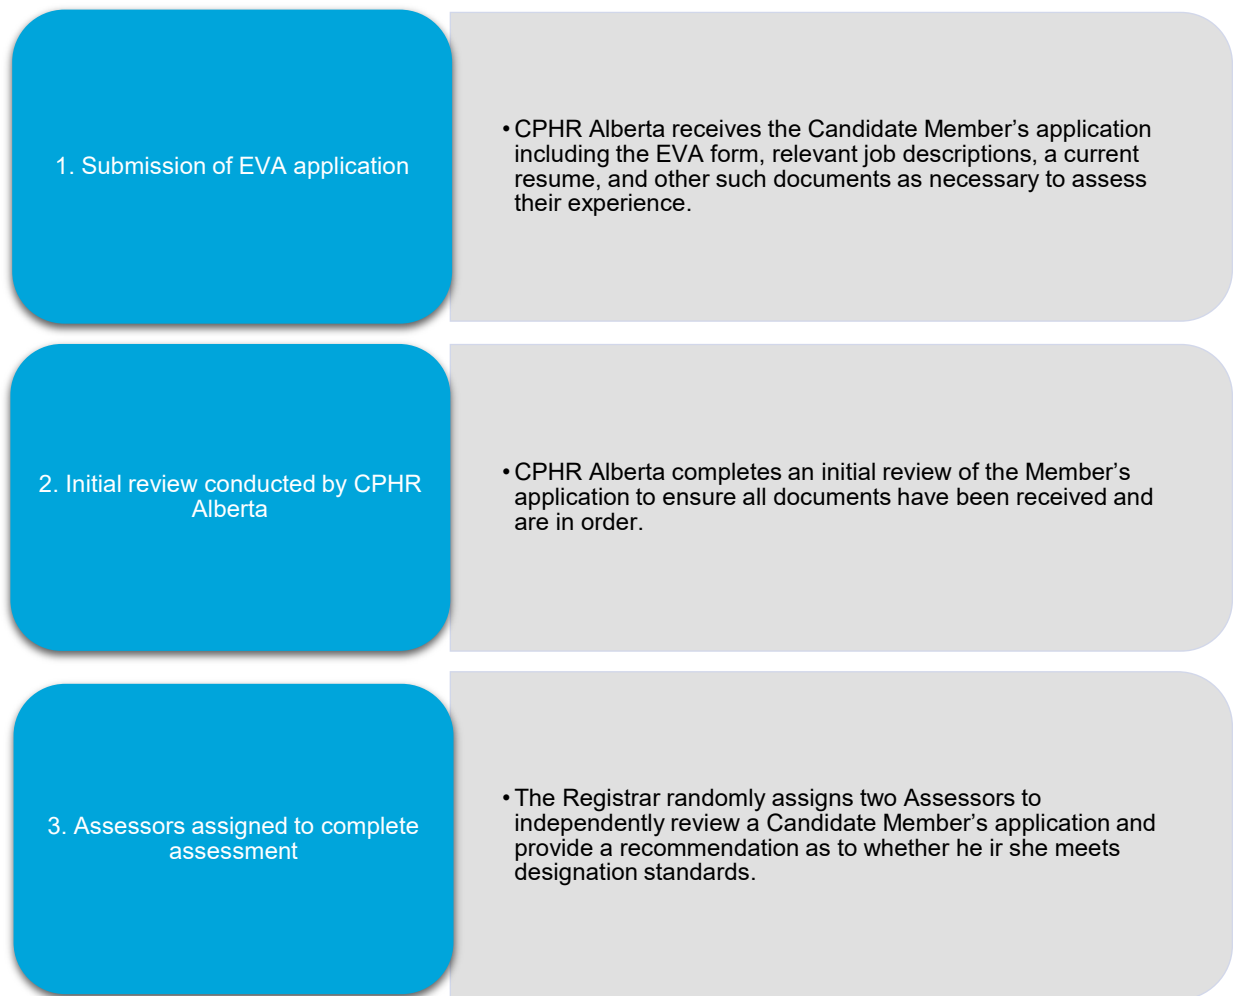 1. Submission of EVA application
• CPHR Alberta receives the Candidate Member’s application
including the EVA form, relevant job descriptions, a current
resume, and other such documents as necessary to assess
their experience.
2. Initial review conducted by CPHR
Alberta
• CPHR Alberta completes an initial review of the Member’s
application to ensure all documents have been received and
are in order.
3. Assessors assigned to complete
assessment
• The Registrar randomly assigns two Assessors to
independently review a Candidate Member’s application and
provide a recommendation as to whether he ir she meets
designation standards.